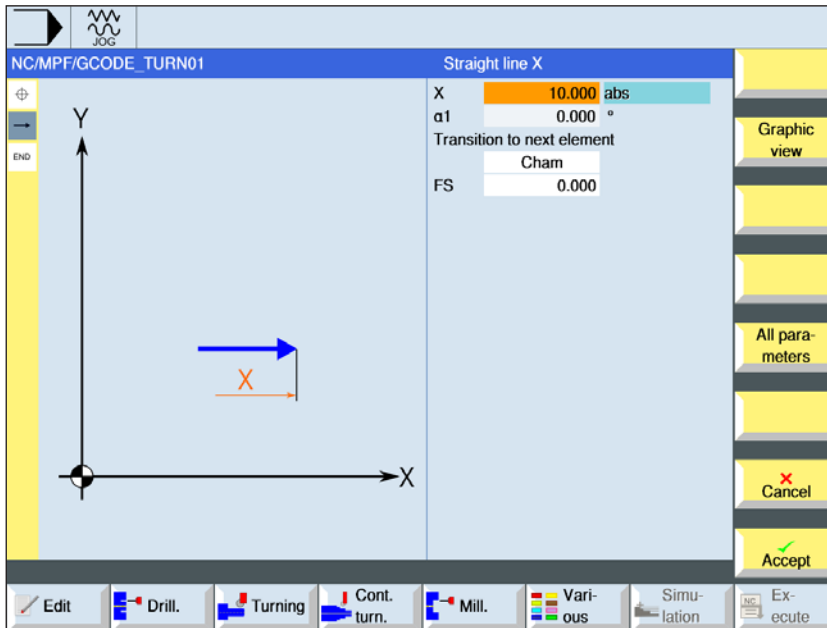 JOG
NC/MPF/GCODE_TURN01
Straight line X
X 10.000 abs
α1 0.000 °
Transition to next element
Cham
FS 0.000
END
Y
X
X
Graphic
view
All para-
meters
Cancel
Accept
Edit
Drill.
Turning
Cont.
turn.
Mill.
Vari-
ous
Simu-
lation
NC
Ex-
ecute